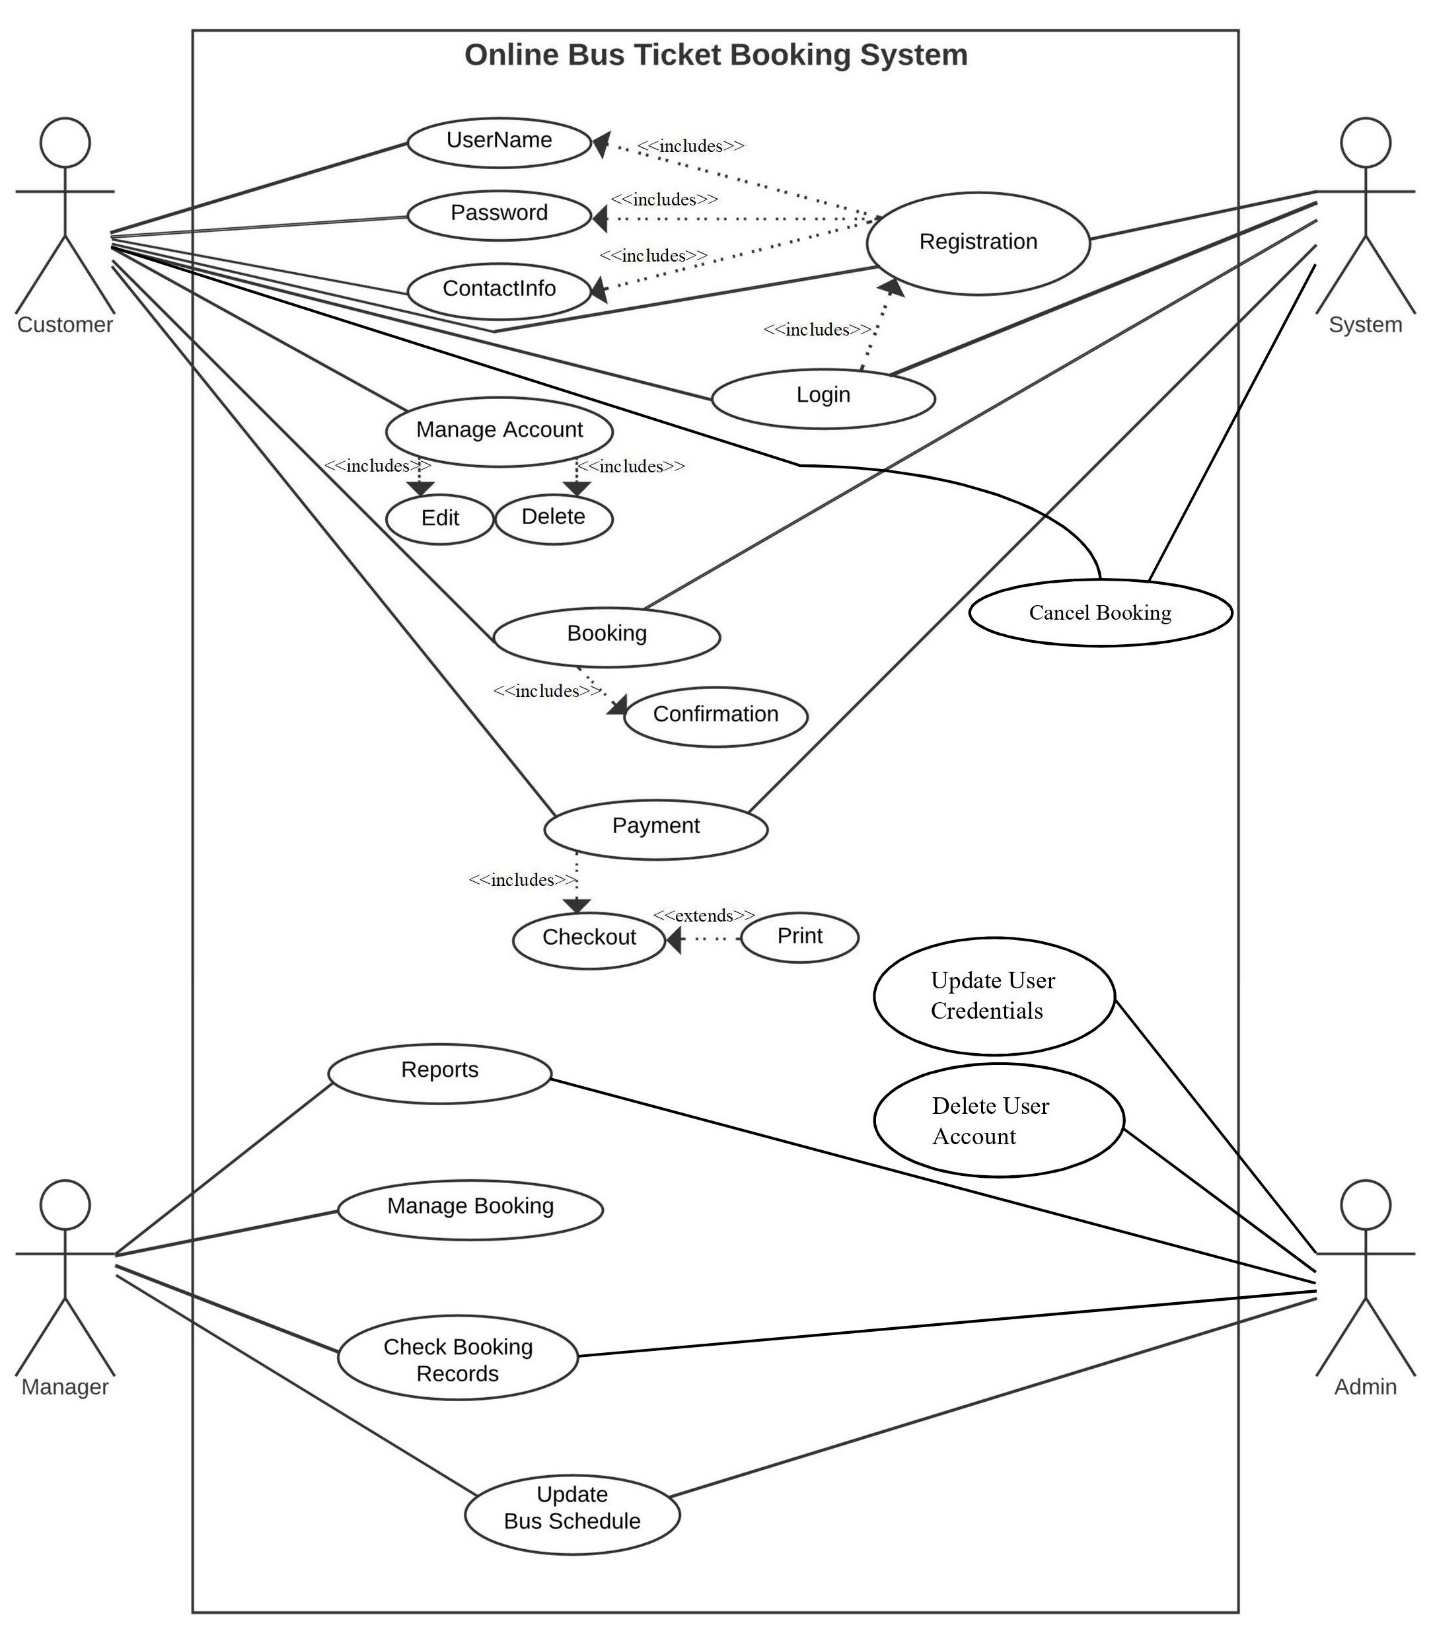 Online Bus Ticket Booking System
UserName
<<includes>>
Password
<<includes>>
Registration
<<includes>>
ContactInfo
Customer
System
<<includes>>
Login
Manage Account
<<includes>>
<<includes>>
Edit
Delete
Cancel Booking
Booking
<<includes>>
Confirmation
Payment
<<includes>>
<<extends>>
Checkout
Print
Update User
Credentials
Reports
Delete User
Account
Manage Booking
Check Booking
Records
Manager
Admin
Update
Bus Schedule